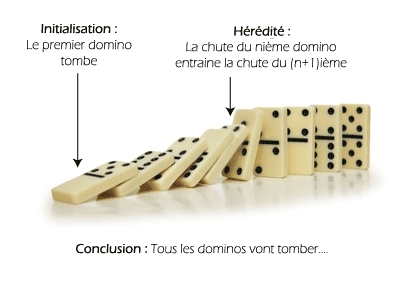 Initialisation :
Le premier domino
tombe
Hérédité :
La chute du nième domino
entraine la chute du (n+1)ième
Conclusion : Tous les dominos vont tomber....